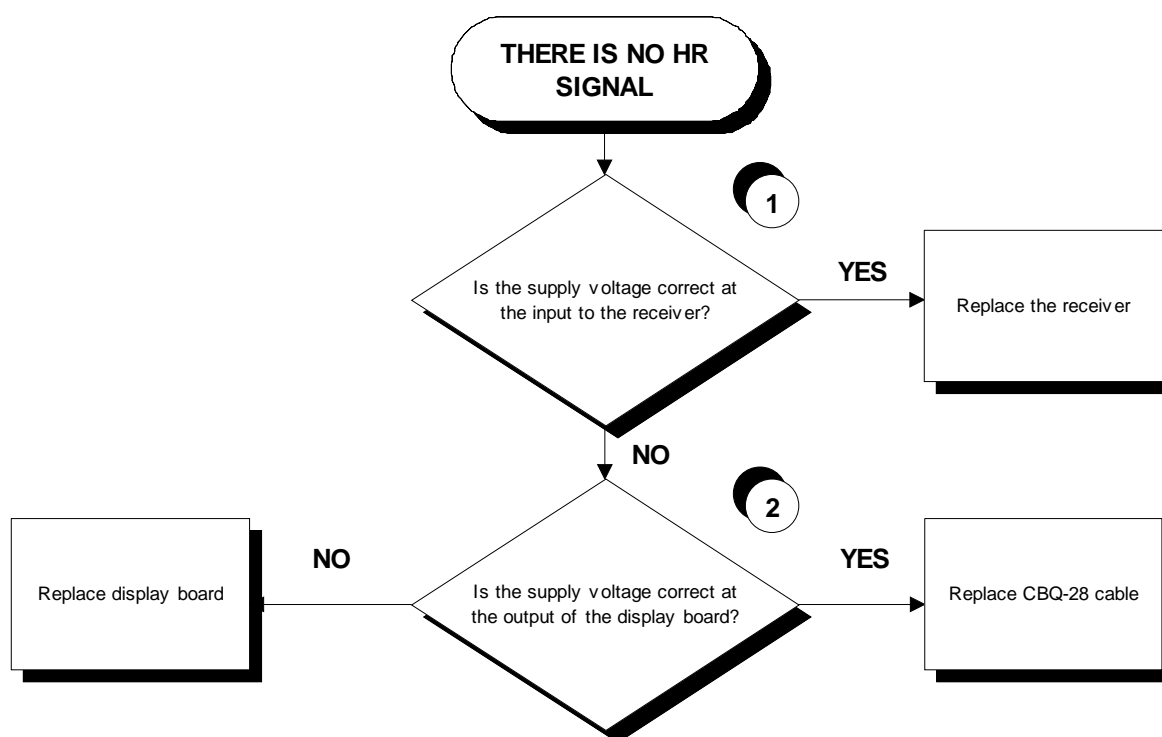 THERE IS NO HR
SIGNAL
1
Is the supply voltage correct at
the input to the receiver?
YES
Replace the receiver
NO
2
Is the supply voltage correct at
the output of the display board?
NO
Replace display board
YES
Replace CBQ-28 cable